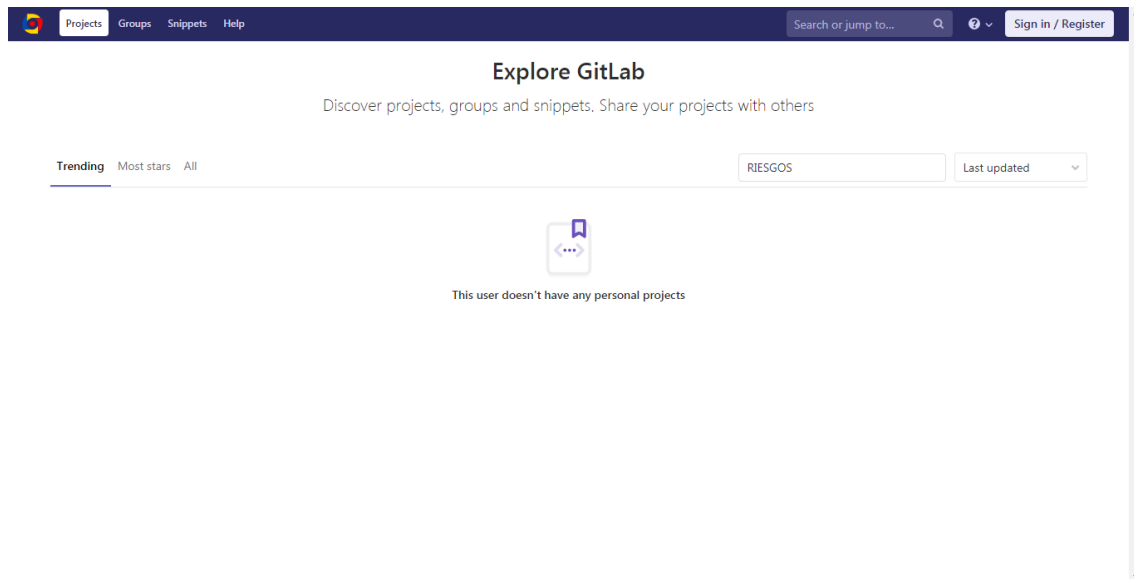 Projects Groups Snippets Help Search or jump to... Sign in / Register
Explore GitLab
Discover projects, groups and snippets. Share your projects with others
Trending Most stars All RIESGOS Last updated
This user doesn't have any personal projects